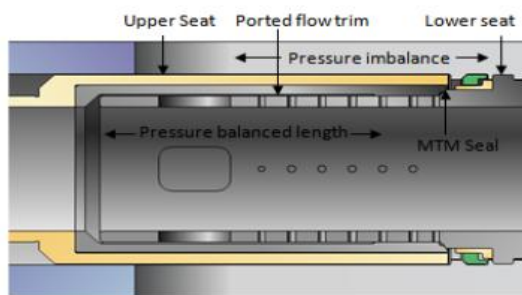 Upper Seat
Ported flow trim
Lower seat
Pressure imbalance
Pressure balanced length
MTM Seal